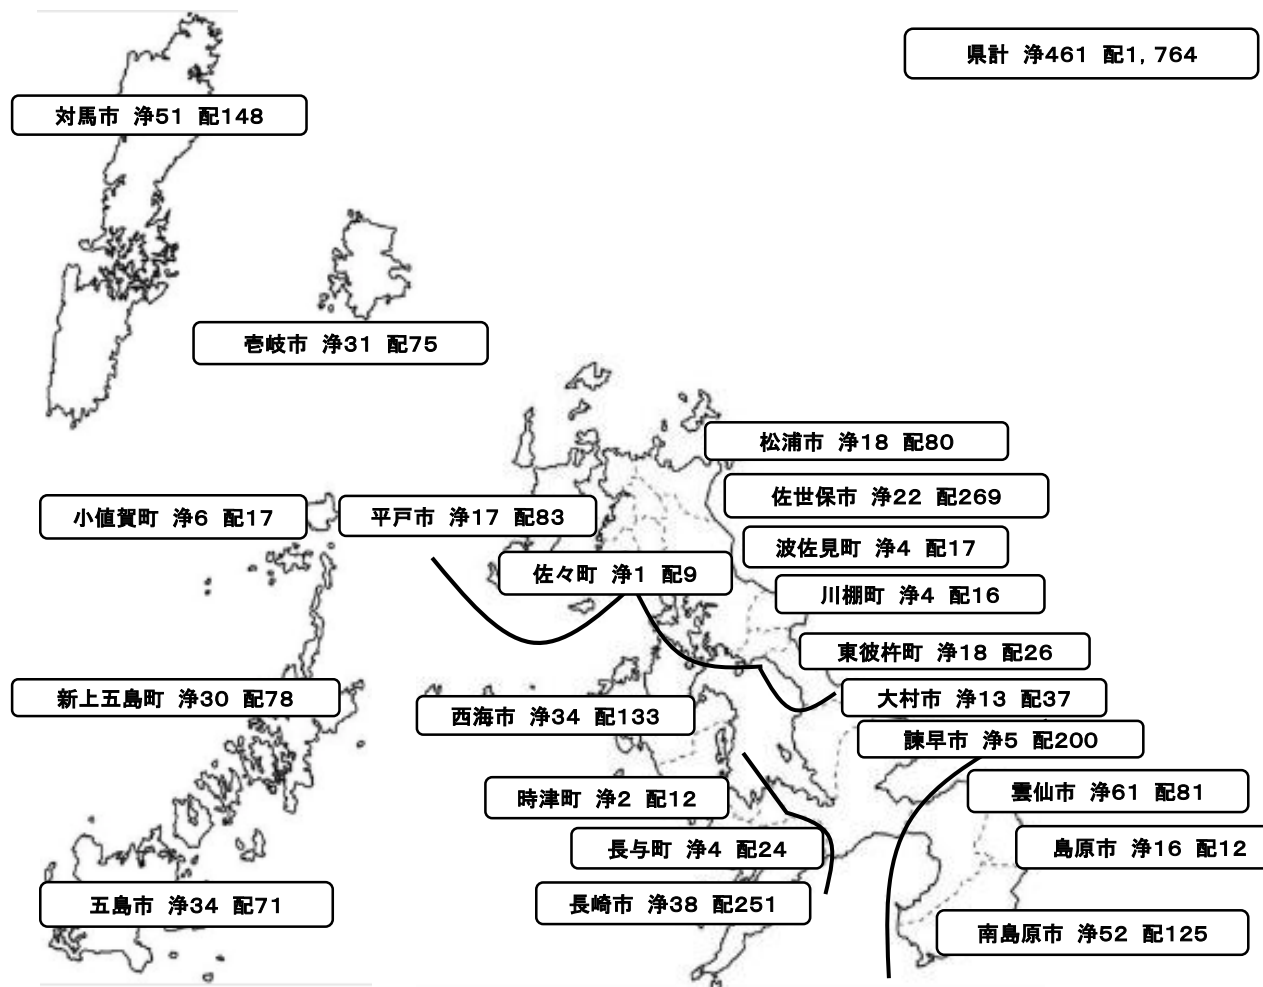 県計 浄461 配1,764
対馬市 浄51 配148
壱岐市 浄31 配75
松浦市 浄18 配80
佐世保市 浄22 配269
小値賀町 浄6 配17
平戸市 浄17 配83
波佐見町 浄4 配17
佐々町 浄1 配9
川棚町 浄4 配16
東彼杵町 浄18 配26
新上五島町 浄30 配78
西海市 浄34 配133
大村市 浄13 配37
諫早市 浄5 配200
時津町 浄2 配12
雲仙市 浄61 配81
長与町 浄4 配24
島原市 浄16 配12
五島市 浄34 配71
長崎市 浄38 配251
南島原市 浄52 配125